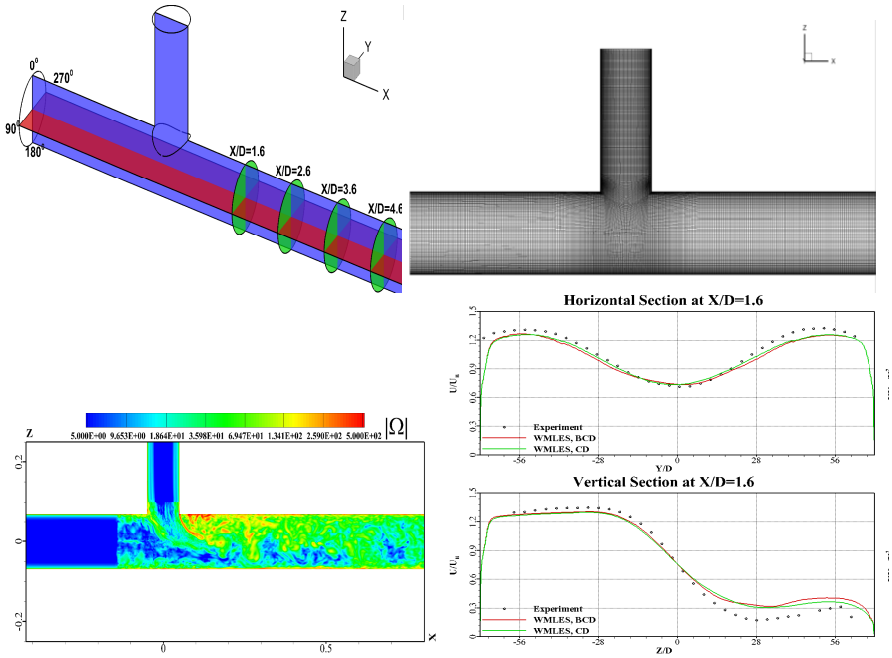 Z
Y
X
0°
270°
90°
180°
X/D=1.6
X/D=2.6
X/D=3.6
X/D=4.6
Z
X
5.000E+00 9.653E+00 1.864E+01 3.598E+01 6.947E+01 1.341E+02 2.590E+02 5.000E+02 |Ω|
Z
0.2
0
-0.2
0
0.5
X
Horizontal Section at X/D=1.6
U/U
1.5
1.2
0.9
0.6
0.3
0
Experiment
WMLES, BCD
WMLES, CD
-56 -28 0 28 56
Y/D
Vertical Section at X/D=1.6
U/U
1.5
1.2
0.9
0.6
0.3
0
Experiment
WMLES, BCD
WMLES, CD
-56 -28 0 28 56
Z/D